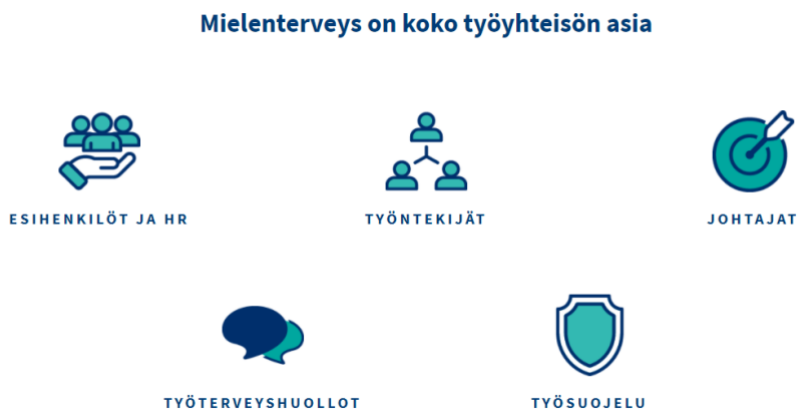 Mielenterveys on koko työyhteisön asia
ESIHENKILÖT JA HR
TYÖNTEKIJÄT
JOHTAJAT
TYÖTERVEYSHUOLLOT
TYÖSUOJELU